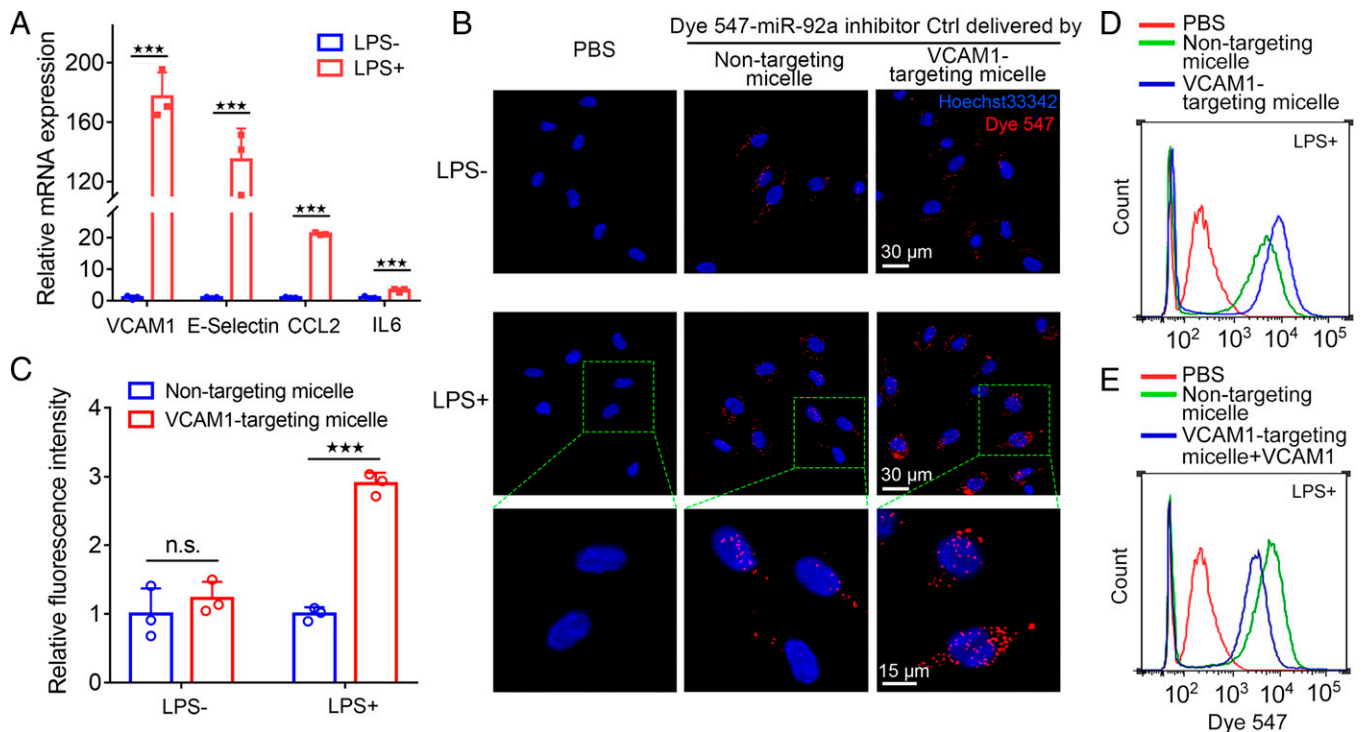 A
LPS-
LPS+
Relative mRNA expression
200
160
120
20
10
0
★★★
★★★
★★★
★★★
VCAM1
E-Selectin
CCL2
IL6
B
Dye 547-miR-92a inhibitor Ctrl delivered by
PBS
Non-targeting
micelle
VCAM1-
targeting micelle
Hoechst33342
Dye 547
LPS-
30 µm
LPS+
30 µm
15 µm
C
Non-targeting micelle
VCAM1-targeting micelle
Relative fluorescence intensity
4
3
2
1
0
n.s.
★★★
LPS-
LPS+
D
PBS
Non-targeting
micelle
VCAM1-
targeting micelle
LPS+
Count
10² 10³ 10⁴ 10⁵
E
PBS
Non-targeting
micelle
VCAM1-targeting
micelle+VCAM1
LPS+
Count
10² 10³ 10⁴ 10⁵
Dye 547